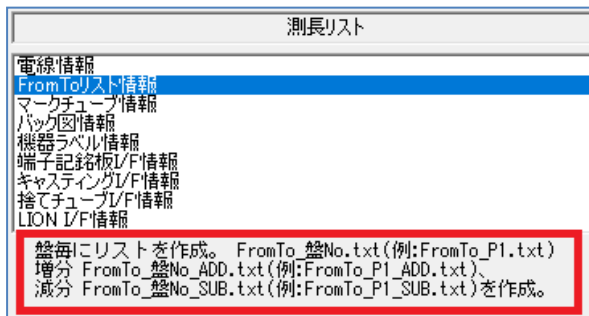 測長リスト
電線情報
FromToリスト情報
マークチューブ情報
バック図情報
機器ラベル情報
端子記銘板I/F情報
キャスティングI/F情報
捨てチューブI/F情報
LION I/F情報
盤毎にリストを作成。 FromTo_盤No.txt(例:FromTo_P1.txt)
増分 FromTo_盤No_ADD.txt(例:FromTo_P1_ADD.txt)、
減分 FromTo_盤No_SUB.txt(例:FromTo_P1_SUB.txt)を作成。